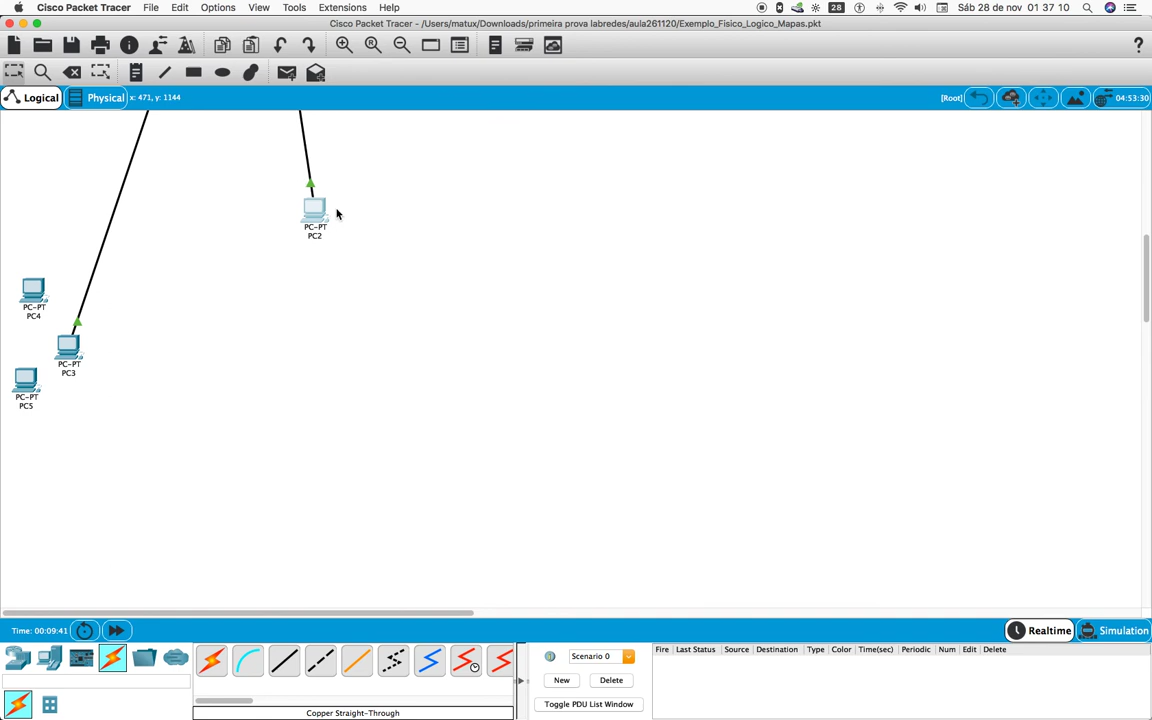 Cisco Packet Tracer File Edit Options View Tools Extensions Help 28 Sáb 28 de nov 01 37 10
Cisco Packet Tracer - /Users/matux/Downloads/primeira prova labredes/aula261120/Exemplo_Fisico_Logico_Mapas.pkt
Logical Physical x: 471, y: 1144 [Root] 04:53:30
PC-PT
PC2
PC-PT
PC4
PC-PT
PC3
PC-PT
PC5
Time: 00:09:41 Realtime Simulation
Scenario 0
New Delete
Toggle PDU List Window
Fire Last Status Source Destination Type Color Time(sec) Periodic Num Edit Delete
Copper Straight-Through